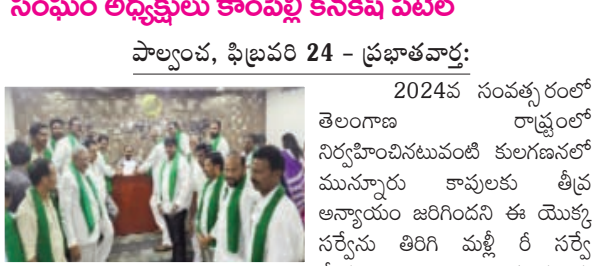 సంఘం అధ్యక్షులు కాంపెల్లి కనకేష్ పటేల్
పాల్వంచ, ఫిబ్రవరి 24 - ప్రభాతవార్త:
2024వ సంవత్సరంలో
తెలంగాణ రాష్ట్రంలో
నిర్వహించినటువంటి కులగణనలో
మున్నూరు కాపులకు తీవ్ర
అన్యాయం జరిగిందని ఈ యొక్క
సర్వేను తిరిగి మళ్లీ రీ సర్వే